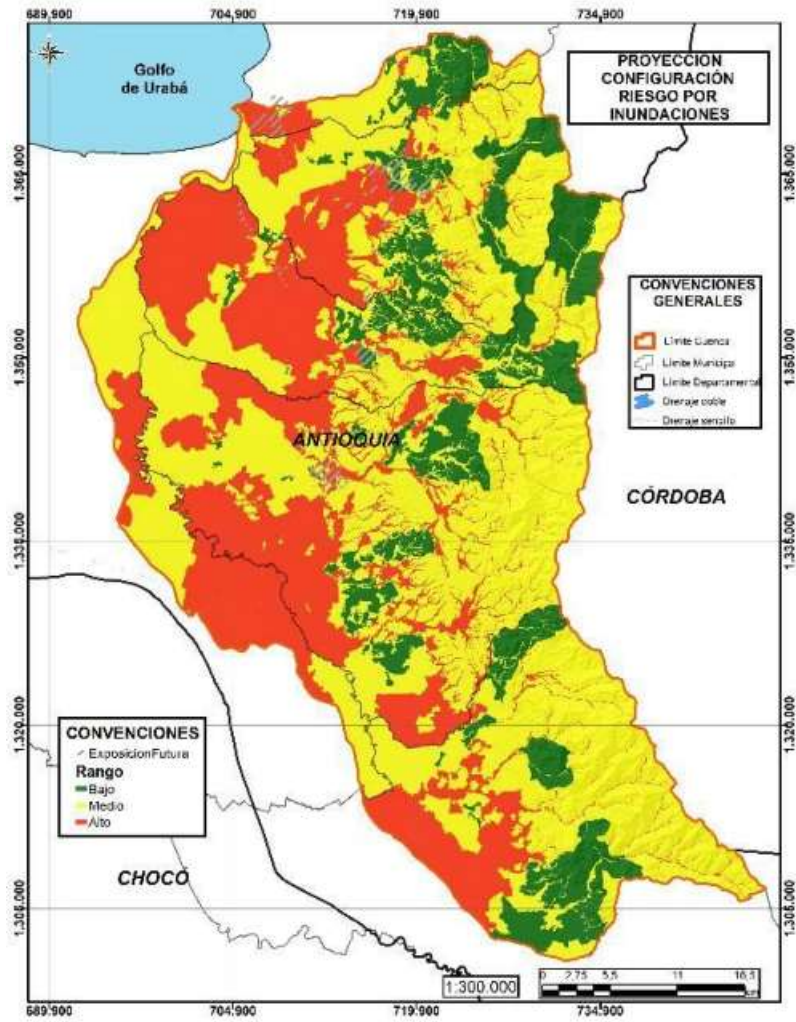 689,900 704,900 719,900 734,900
Golfo
de Urabá
PROYECCION
CONFIGURACIÓN
RIESGO POR
INUNDACIONES
1.365.000
1.365.000
CONVENCIONES
GENERALES
Límite Cuenca
Límite Municipal
Límite Departamental
Drenaje doble
Drenaje sencillo
1.350.000
1.350.000
ANTIOQUIA
CÓRDOBA
1.335.000
1.335.000
CONVENCIONES
ExposicionFutura
Rango
Bajo
Medio
Alto
1.320.000
1.320.000
CHOCÓ
1.305.000
1.305.000
1:300.000
0 2,75 5,5 11 16,5
689,900 704,900 719,900 734,900